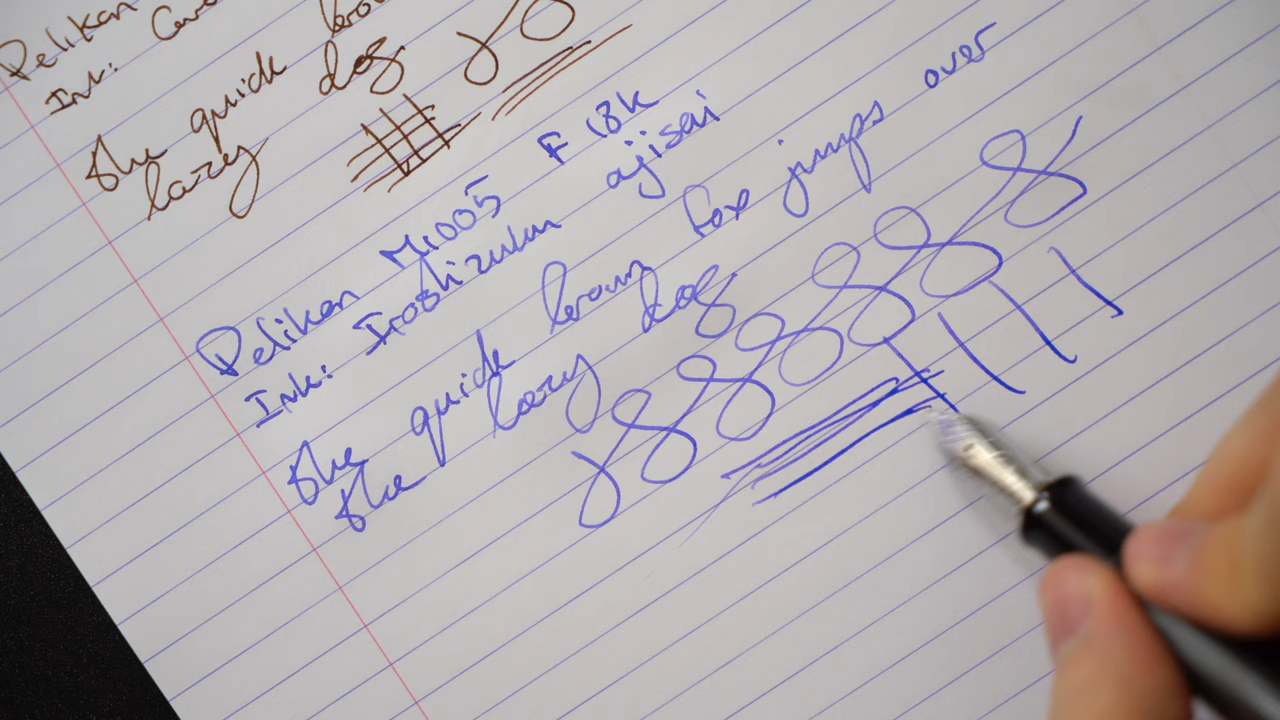 Pelikan
Ink:
the quick brow
lazy dog
Pelikan M1005 F 18k
Ink: Iroshizuku ajisai
the quick brown fox jumps over
the lazy dog